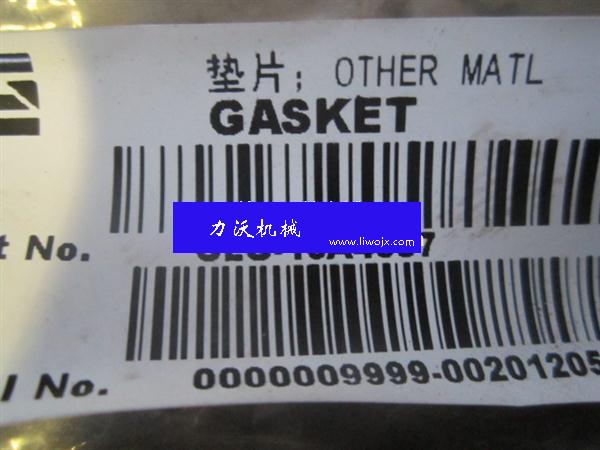 垫片; OTHER MATL
GASKET
力沃机械
www.liwojx.com
t No.
l No. 0000009999-00201205